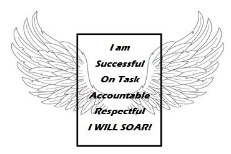 I am
Successful
On Task
Accountable
Respectful
I WILL SOAR!